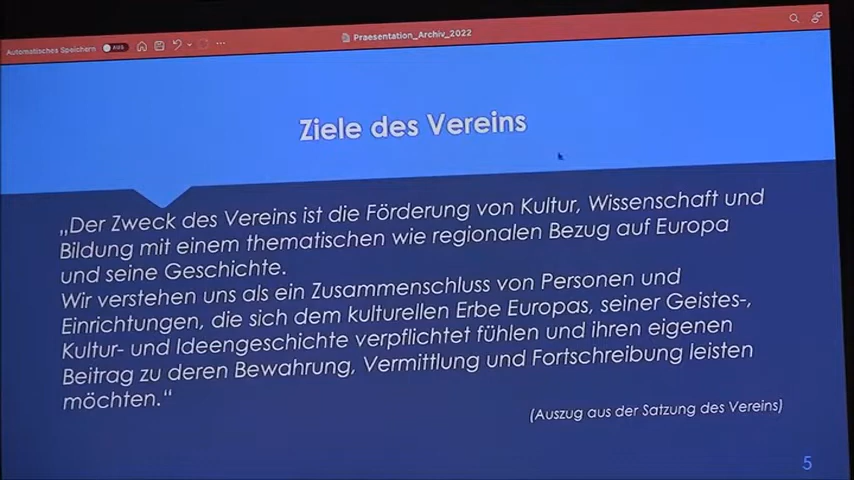 Automatisches Speichern AUS
Praesentation_Archiv_2022
Ziele des Vereins
„Der Zweck des Vereins ist die Förderung von Kultur, Wissenschaft und
Bildung mit einem thematischen wie regionalen Bezug auf Europa
und seine Geschichte.
Wir verstehen uns als ein Zusammenschluss von Personen und
Einrichtungen, die sich dem kulturellen Erbe Europas, seiner Geistes-,
Kultur- und Ideengeschichte verpflichtet fühlen und ihren eigenen
Beitrag zu deren Bewahrung, Vermittlung und Fortschreibung leisten
möchten.“
(Auszug aus der Satzung des Vereins)
5